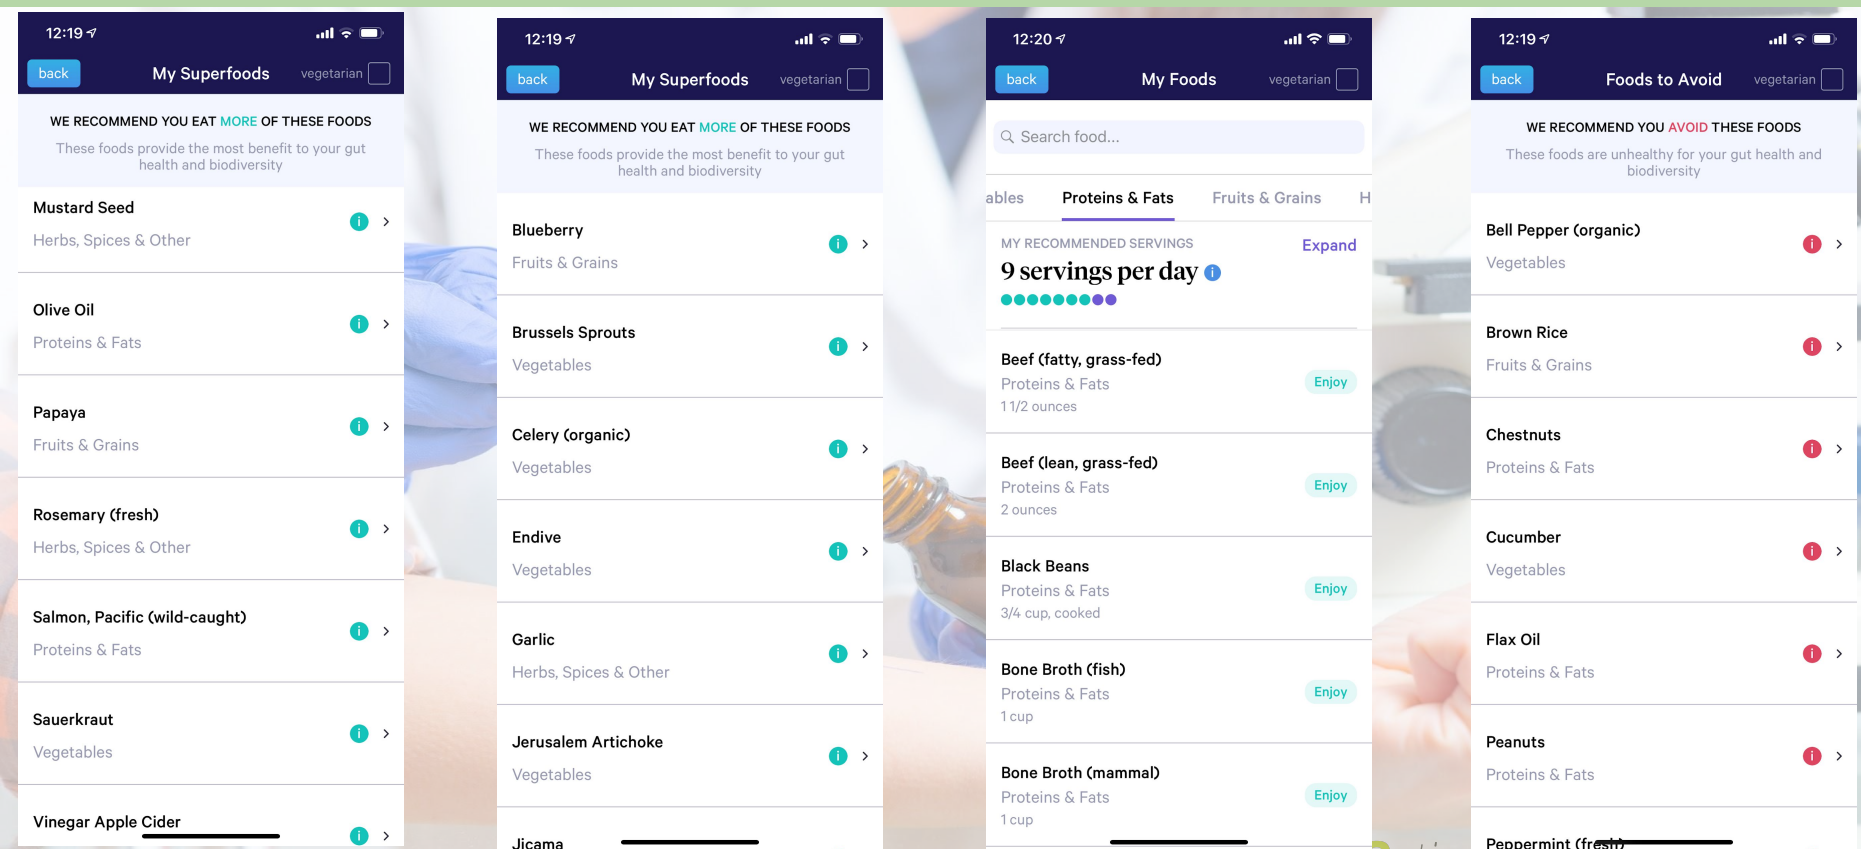 12:19
back
My Superfoods
vegetarian
WE RECOMMEND YOU EAT MORE OF THESE FOODS
These foods provide the most benefit to your gut
health and biodiversity
Mustard Seed
Herbs, Spices & Other
Olive Oil
Proteins & Fats
Papaya
Fruits & Grains
Rosemary (fresh)
Herbs, Spices & Other
Salmon, Pacific (wild-caught)
Proteins & Fats
Sauerkraut
Vegetables
Vinegar Apple Cider
12:19
back
My Superfoods
vegetarian
WE RECOMMEND YOU EAT MORE OF THESE FOODS
These foods provide the most benefit to your gut
health and biodiversity
Blueberry
Fruits & Grains
Brussels Sprouts
Vegetables
Celery (organic)
Vegetables
Endive
Vegetables
Garlic
Herbs, Spices & Other
Jerusalem Artichoke
Vegetables
Jicama
12:20
back
My Foods
vegetarian
Search food...
ables
Proteins & Fats
Fruits & Grains
H
MY RECOMMENDED SERVINGS
Expand
9 servings per day
Beef (fatty, grass-fed)
Proteins & Fats
1 1/2 ounces
Enjoy
Beef (lean, grass-fed)
Proteins & Fats
2 ounces
Enjoy
Black Beans
Proteins & Fats
3/4 cup, cooked
Enjoy
Bone Broth (fish)
Proteins & Fats
1 cup
Enjoy
Bone Broth (mammal)
Proteins & Fats
1 cup
Enjoy
12:19
back
Foods to Avoid
vegetarian
WE RECOMMEND YOU AVOID THESE FOODS
These foods are unhealthy for your gut health and
biodiversity
Bell Pepper (organic)
Vegetables
Brown Rice
Fruits & Grains
Chestnuts
Proteins & Fats
Cucumber
Vegetables
Flax Oil
Proteins & Fats
Peanuts
Proteins & Fats
Peppermint (fresh)